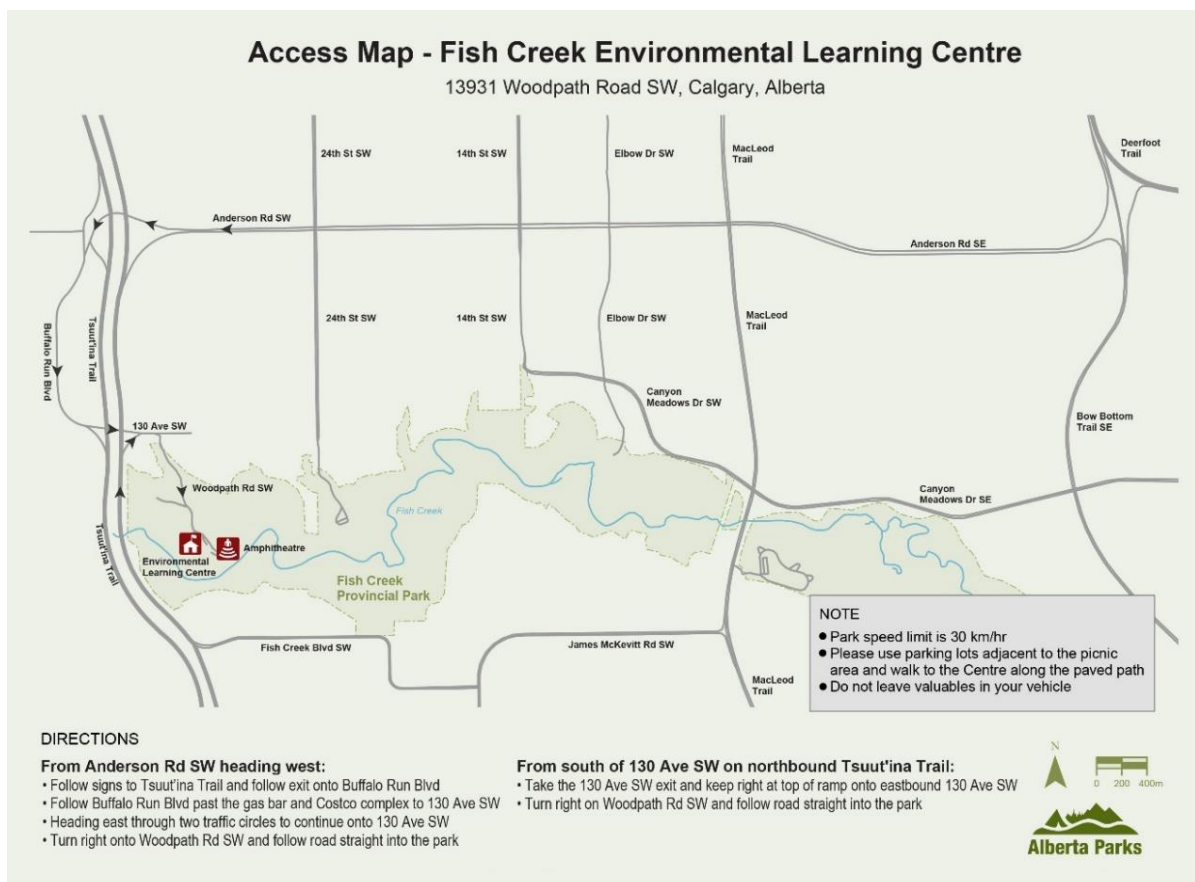 Access Map - Fish Creek Environmental Learning Centre
13931 Woodpath Road SW, Calgary, Alberta
24th St SW
14th St SW
Elbow Dr SW
MacLeod
Trail
Deerfoot
Trail
Anderson Rd SW
Anderson Rd SE
Buffalo Run Blvd
Tsuut'ina Trail
24th St SW
14th St SW
Elbow Dr SW
MacLeod
Trail
Canyon
Meadows Dr SW
Bow Bottom
Trail SE
130 Ave SW
Woodpath Rd SW
Canyon
Meadows Dr SE
Fish Creek
Tsuut'ina Trail
Amphitheatre
Environmental
Learning Centre
Fish Creek
Provincial Park
Fish Creek Blvd SW
James McKevitt Rd SW
MacLeod
Trail
NOTE
● Park speed limit is 30 km/hr
● Please use parking lots adjacent to the picnic
area and walk to the Centre along the paved path
● Do not leave valuables in your vehicle
DIRECTIONS
From Anderson Rd SW heading west:
• Follow signs to Tsuut'ina Trail and follow exit onto Buffalo Run Blvd
• Follow Buffalo Run Blvd past the gas bar and Costco complex to 130 Ave SW
• Heading east through two traffic circles to continue onto 130 Ave SW
• Turn right onto Woodpath Rd SW and follow road straight into the park
From south of 130 Ave SW on northbound Tsuut'ina Trail:
• Take the 130 Ave SW exit and keep right at top of ramp onto eastbound 130 Ave SW
• Turn right on Woodpath Rd SW and follow road straight into the park
N
0 200 400m
Alberta Parks